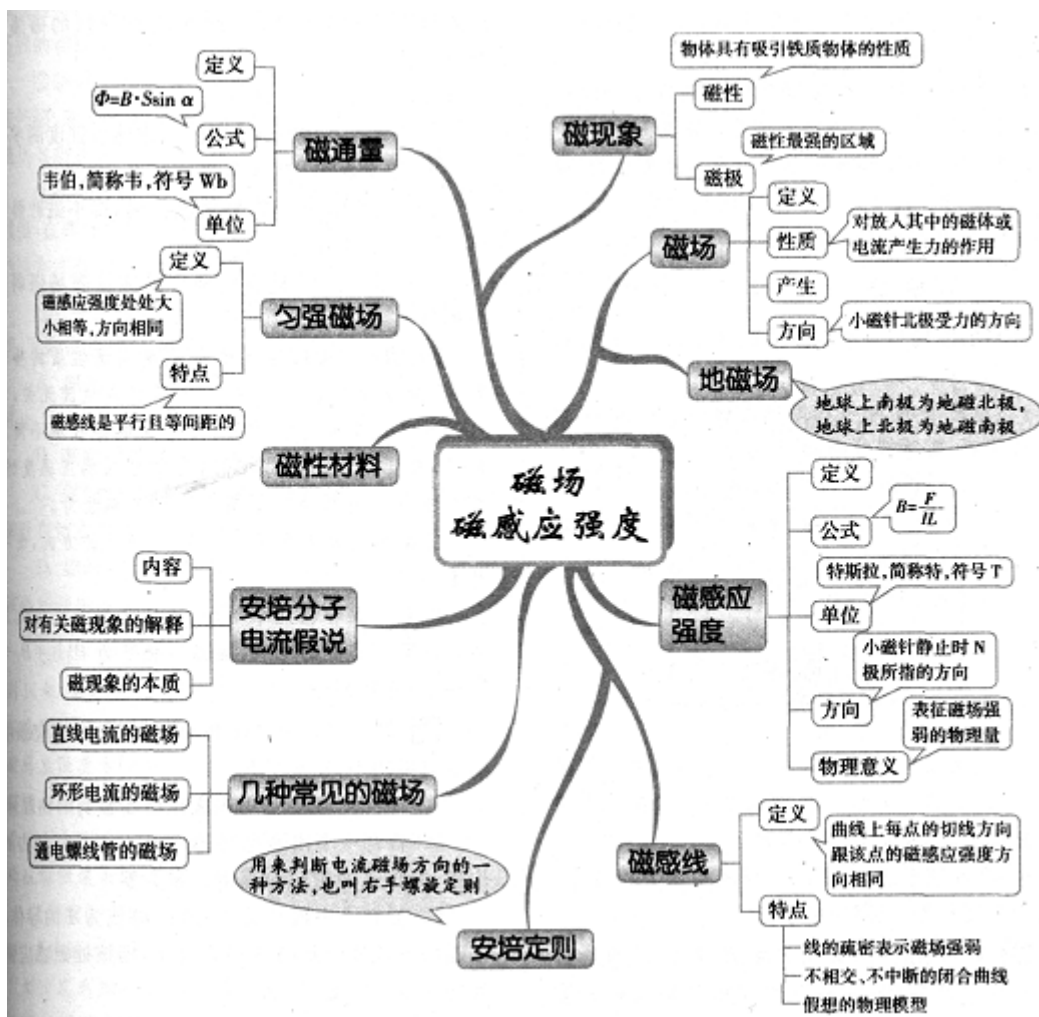 磁场
磁感应强度
磁通量
定义
Φ=B·Ssin α
公式
韦伯,简称韦,符号 Wb
单位
匀强磁场
定义
磁感应强度处处大
小相等,方向相同
特点
磁感线是平行且等间距的
磁性材料
安培分子
电流假说
内容
对有关磁现象的解释
磁现象的本质
几种常见的磁场
直线电流的磁场
环形电流的磁场
通电螺线管的磁场
安培定则
用来判断电流磁场方向的一
种方法,也叫右手螺旋定则
磁现象
物体具有吸引铁质物体的性质
磁性
磁性最强的区域
磁极
磁场
定义
性质
对放入其中的磁体或
电流产生力的作用
产生
方向
小磁针北极受力的方向
地磁场
地球上南极为地磁北极,
地球上北极为地磁南极
磁感应
强度
定义
公式
B=F/IL
特斯拉,简称特,符号 T
单位
小磁针静止时 N
极所指的方向
方向
表征磁场强
弱的物理量
物理意义
磁感线
定义
曲线上每点的切线方向
跟该点的磁感应强度方
向相同
特点
线的疏密表示磁场强弱
不相交、不中断的闭合曲线
假想的物理模型